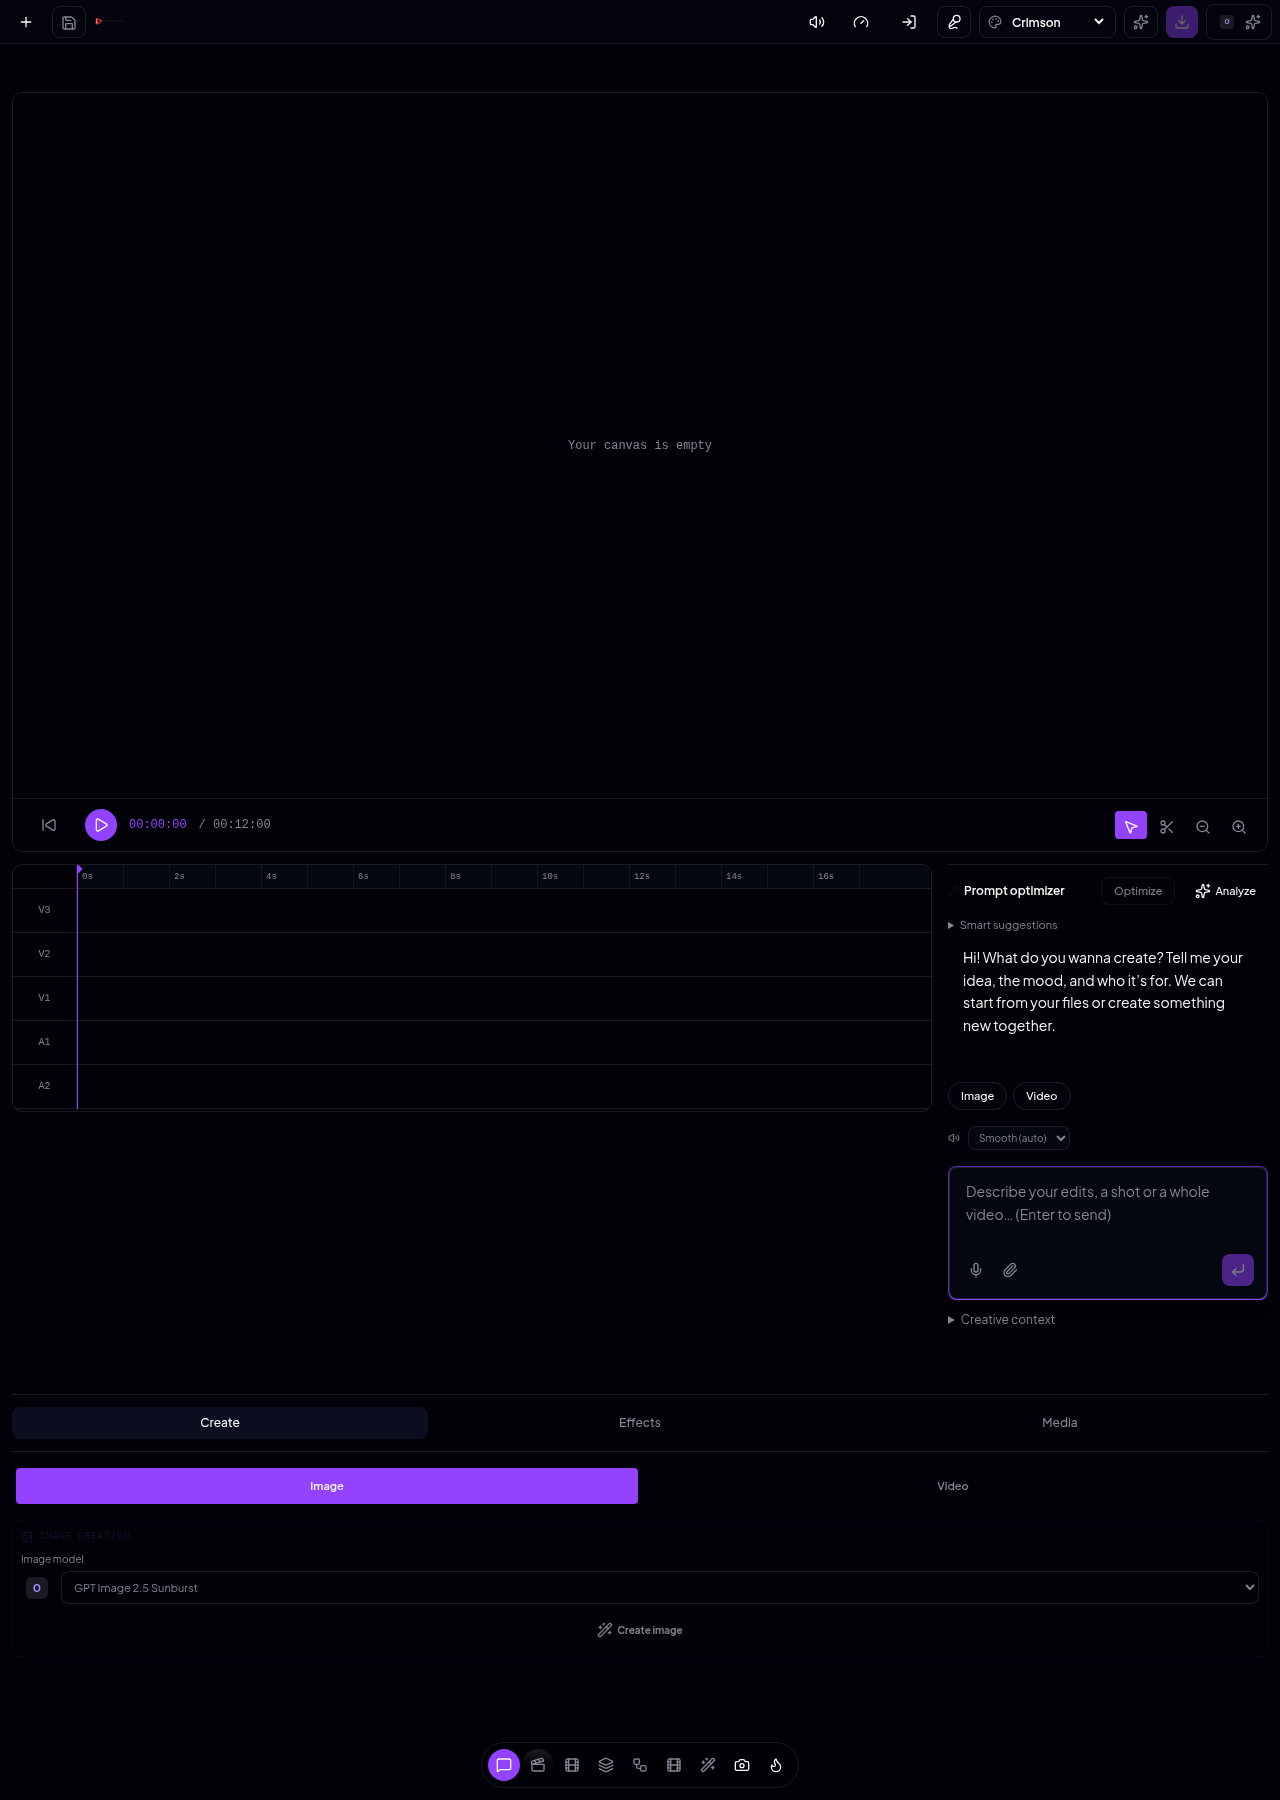 Crimson
0
Your canvas is empty
00:00:00 / 00:12:00
0s 2s 4s 6s 8s 10s 12s 14s 16s
V3
V2
V1
A1
A2
Prompt optimizer Optimize Analyze
Smart suggestions
Hi! What do you wanna create? Tell me your
idea, the mood, and who it’s for. We can
start from your files or create something
new together.
Image Video
Smooth (auto)
Describe your edits, a shot or a whole
video… (Enter to send)
Creative context
Create Effects Media
Image Video
IMAGE CREATION
Image model
O GPT Image 2.5 Sunburst
Create image